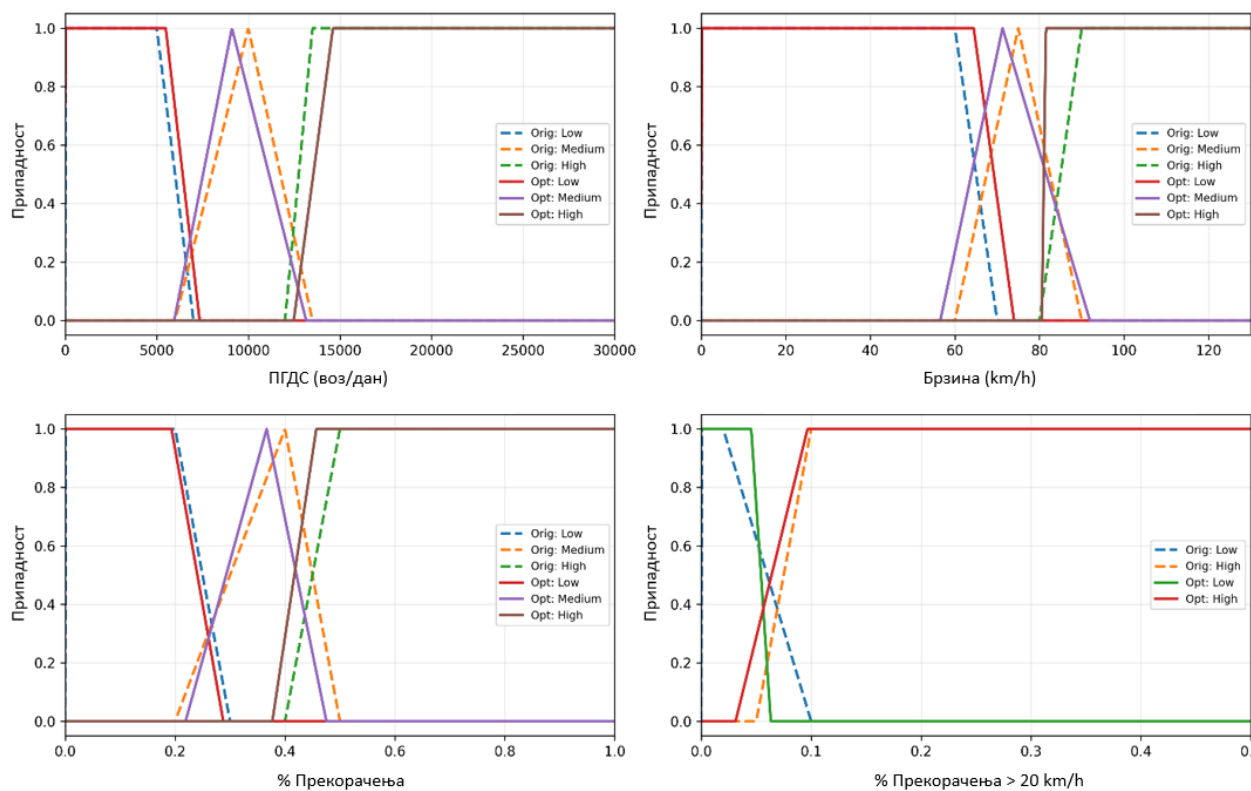 1.0
0.8
0.6
0.4
0.2
0.0
Припадност
0 5000 10000 15000 20000 25000 30000
ПГДС (воз/дан)
Orig: Low
Orig: Medium
Orig: High
Opt: Low
Opt: Medium
Opt: High
1.0
0.8
0.6
0.4
0.2
0.0
Припадност
0 20 40 60 80 100 120
Брзина (km/h)
Orig: Low
Orig: Medium
Orig: High
Opt: Low
Opt: Medium
Opt: High
1.0
0.8
0.6
0.4
0.2
0.0
Припадност
0.0 0.2 0.4 0.6 0.8 1.0
% Прекорачења
Orig: Low
Orig: Medium
Orig: High
Opt: Low
Opt: Medium
Opt: High
1.0
0.8
0.6
0.4
0.2
0.0
Припадност
0.0 0.1 0.2 0.3 0.4
% Прекорачења > 20 km/h
Orig: Low
Orig: High
Opt: Low
Opt: High